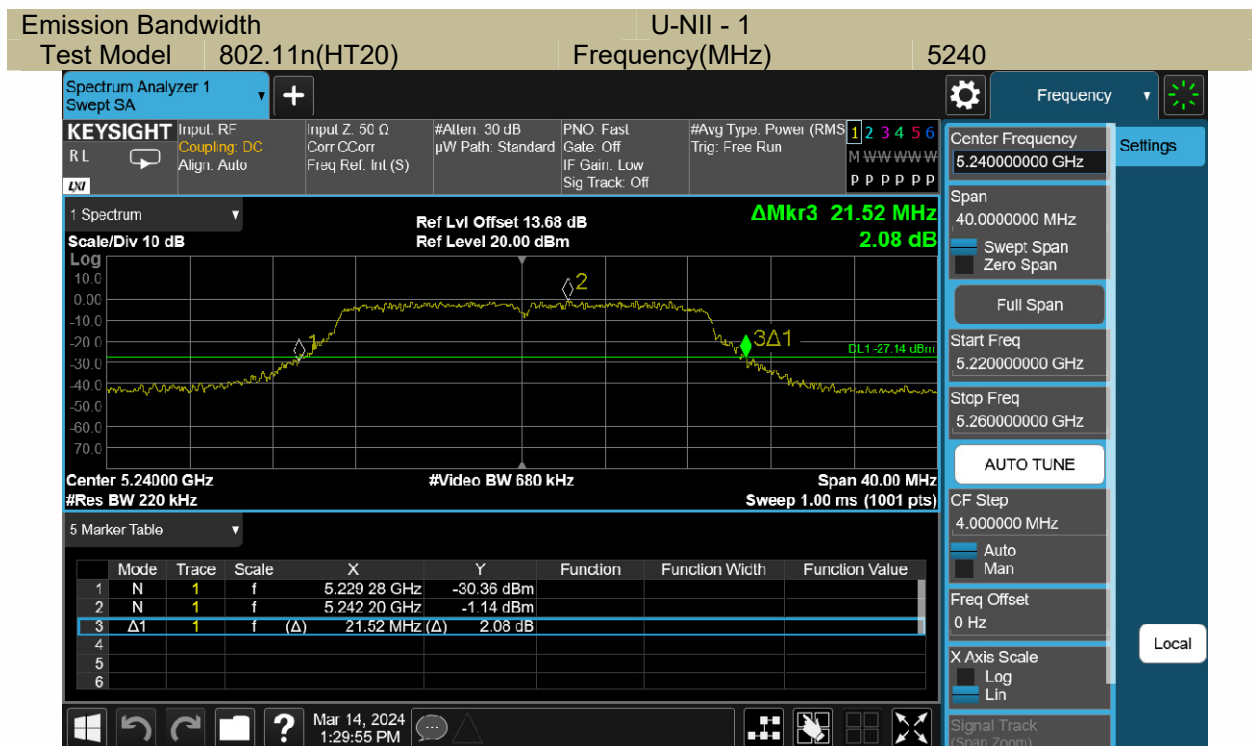 Emission Bandwidth U-NII - 1
Test Model 802.11n(HT20) Frequency(MHz) 5240
Spectrum Analyzer 1
Swept SA
Frequency
KEYSIGHT
R L
LXI
Input: RF
Coupling: DC
Align: Auto
Input Z: 50 Ω
Corr CCorr
Freq Ref: Int (S)
#Atten: 30 dB
µW Path: Standard
PNO: Fast
Gate: Off
IF Gain: Low
Sig Track: Off
#Avg Type: Power (RMS
Trig: Free Run
1 2 3 4 5 6
M W W W W W
P P P P P P
1 Spectrum
Scale/Div 10 dB
Ref Lvl Offset 13.68 dB
Ref Level 20.00 dBm
ΔMkr3 21.52 MHz
2.08 dB
Log
10.0
0.00
-10.0
-20.0
-30.0
-40.0
-50.0
-60.0
70.0
1
2
3Δ1
DL1 -27.14 dBm
Center 5.24000 GHz #Video BW 680 kHz Span 40.00 MHz
#Res BW 220 kHz Sweep 1.00 ms (1001 pts)
5 Marker Table
Mode Trace Scale X Y Function Function Width Function Value
1 N 1 f 5.229 28 GHz -30.36 dBm
2 N 1 f 5.242 20 GHz -1.14 dBm
3 Δ1 1 f (Δ) 21.52 MHz (Δ) 2.08 dB
4
5
6
Mar 14, 2024
1:29:55 PM
Center Frequency
5.240000000 GHz
Settings
Span
40.0000000 MHz
Swept Span
Zero Span
Full Span
Start Freq
5.220000000 GHz
Stop Freq
5.260000000 GHz
AUTO TUNE
CF Step
4.000000 MHz
Auto
Man
Freq Offset
0 Hz
Local
X Axis Scale
Log
Lin
Signal Track
(Span Zoom)